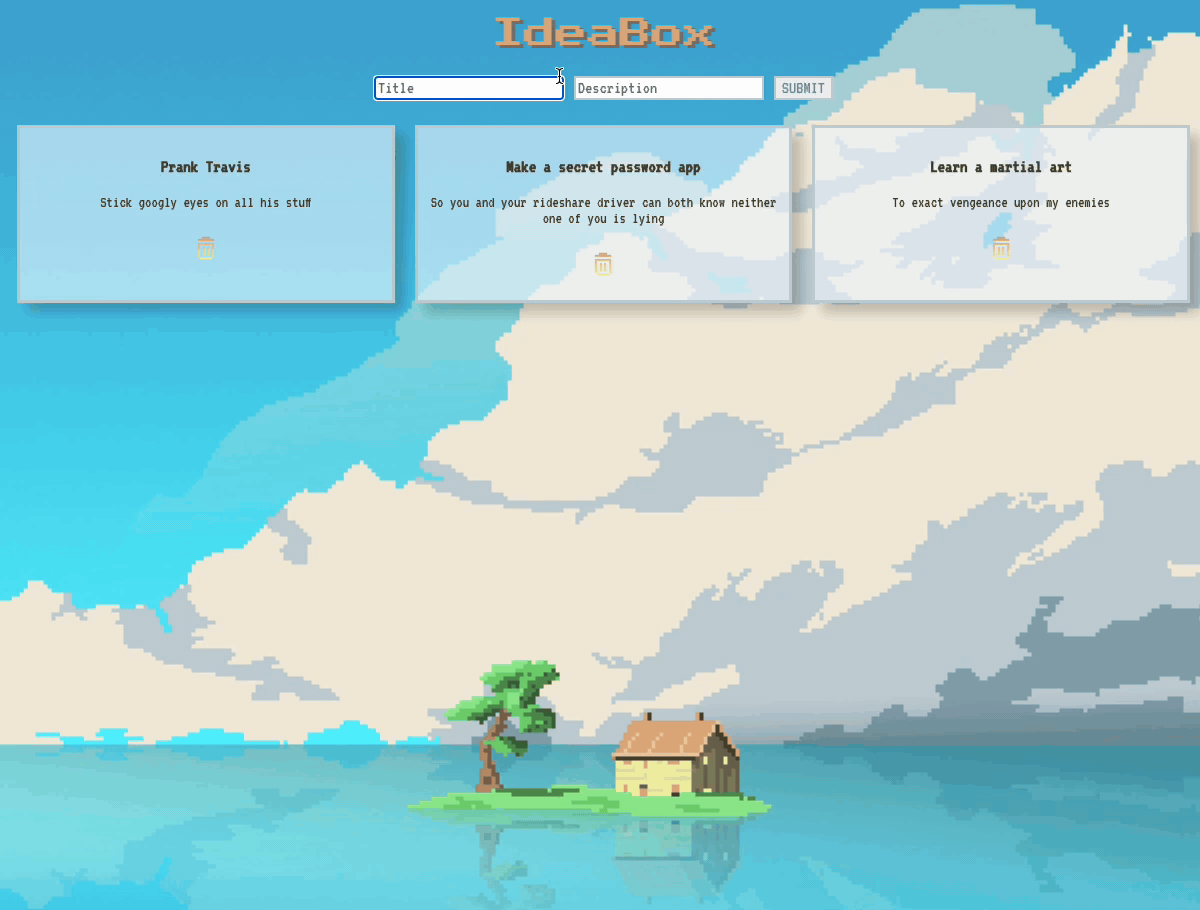 IdeaBox
Title
Description
SUBMIT
Prank Travis
Stick googly eyes on all his stuff
Make a secret password app
So you and your rideshare driver can both know neither
one of you is lying
Learn a martial art
To exact vengeance upon my enemies